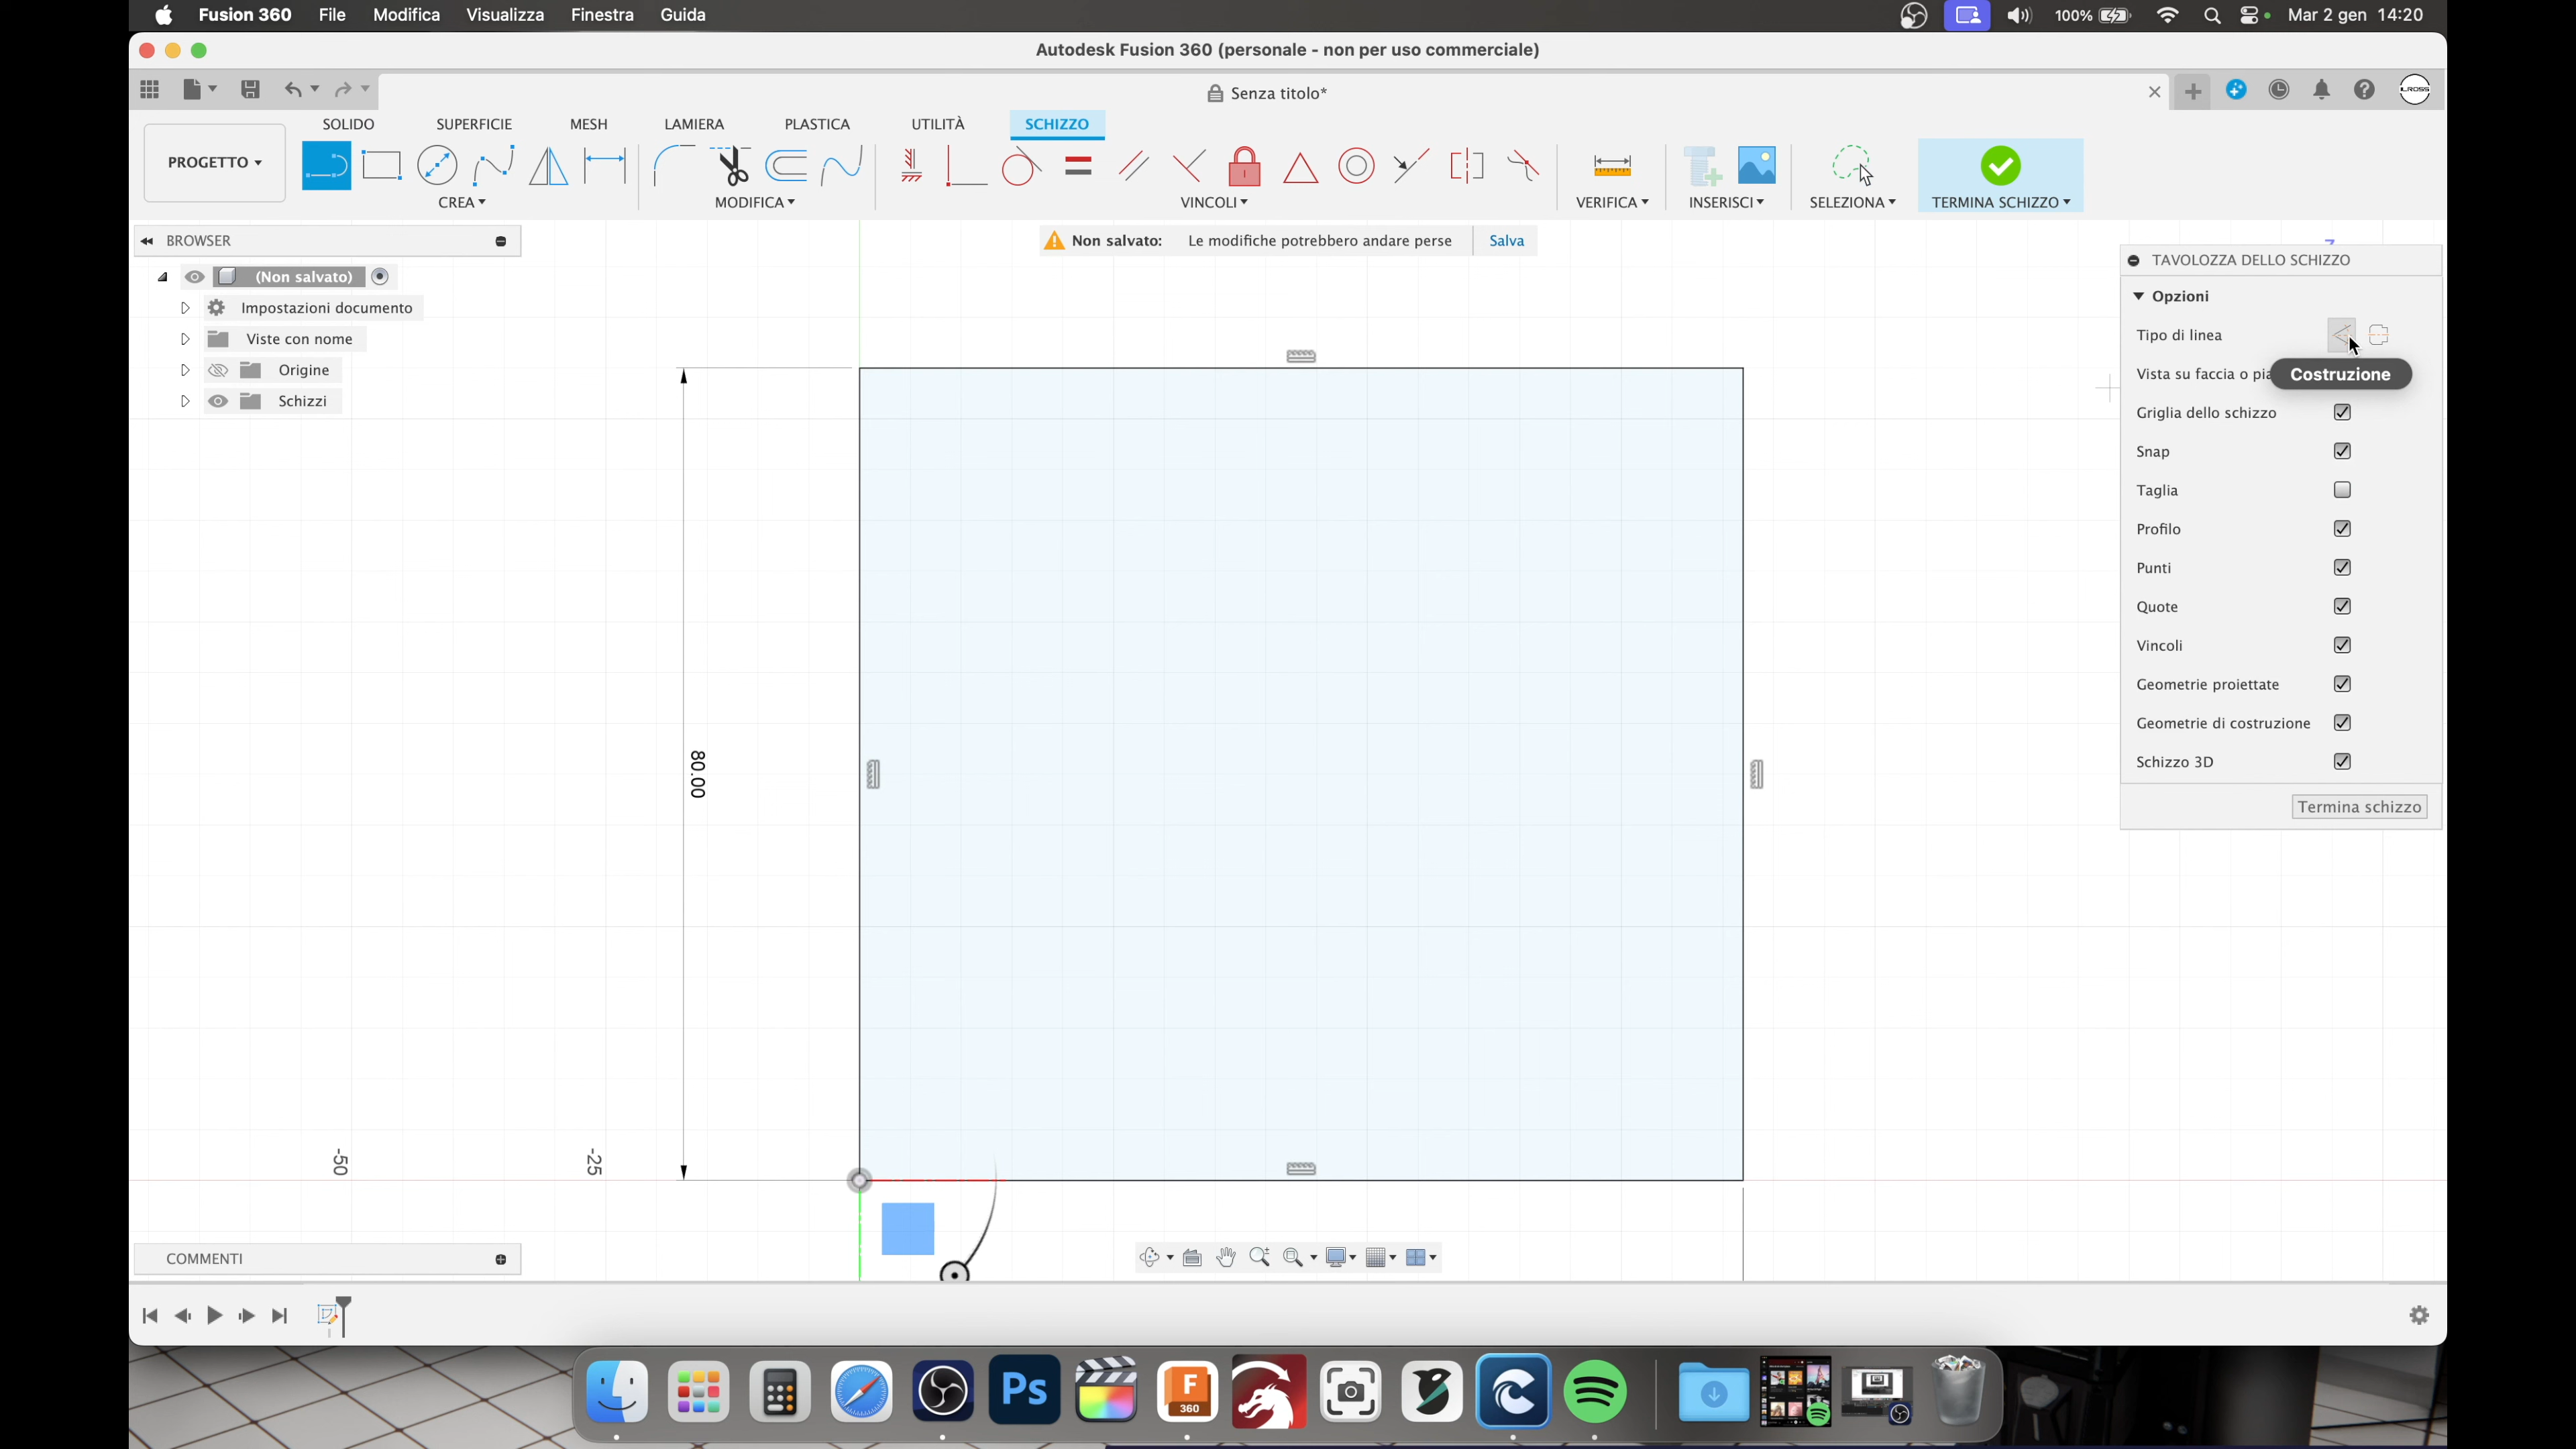 Fusion 360 File Modifica Visualizza Finestra Guida 100% Mar 2 gen 14:20
Autodesk Fusion 360 (personale - non per uso commerciale)
Senza titolo*
ILROSS
SOLIDO SUPERFICIE MESH LAMIERA PLASTICA UTILITÀ SCHIZZO
PROGETTO
CREA MODIFICA VINCOLI VERIFICA INSERISCI SELEZIONA TERMINA SCHIZZO
BROWSER
Non salvato: Le modifiche potrebbero andare perse Salva
(Non salvato)
Impostazioni documento
Viste con nome
Origine
Schizzi
TAVOLOZZA DELLO SCHIZZO
Opzioni
Tipo di linea
Vista su faccia o pia
Costruzione
Griglia dello schizzo
Snap
Taglia
Profilo
Punti
Quote
Vincoli
Geometrie proiettate
Geometrie di costruzione
Schizzo 3D
Termina schizzo
80.00
-50
-25
COMMENTI
Ps
F
360